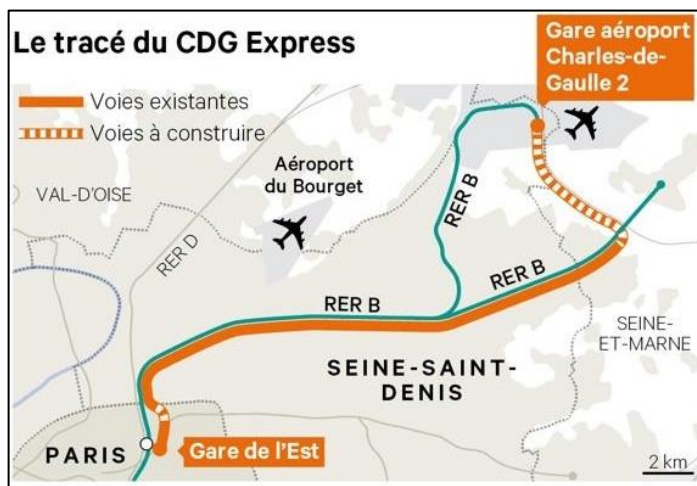 Le tracé du CDG Express
Gare aéroport
Charles-de-
Gaulle 2
Voies existantes
Voies à construire
Aéroport
du Bourget
VAL-D'OISE
RER D
RER B
RER B
RER B
SEINE-
ET-MARNE
SEINE-SAINT-
DENIS
PARIS
Gare de l'Est
2 km